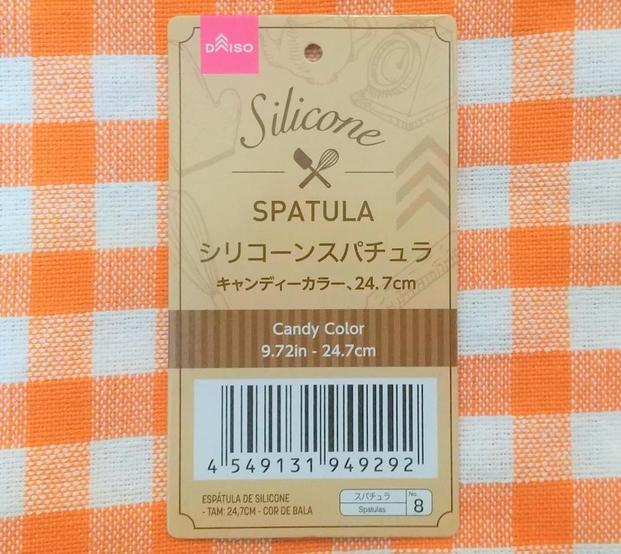 DAISO
Silicone
SPATULA
シリコーンスパチュラ
キャンディーカラー、24.7cm
Candy Color
9.72in - 24.7cm
4 549131 949292
ESPÁTULA DE SILICONE
- TAM: 24,7CM - COR DE BALA
スパチュラ
Spatulas
No.
8